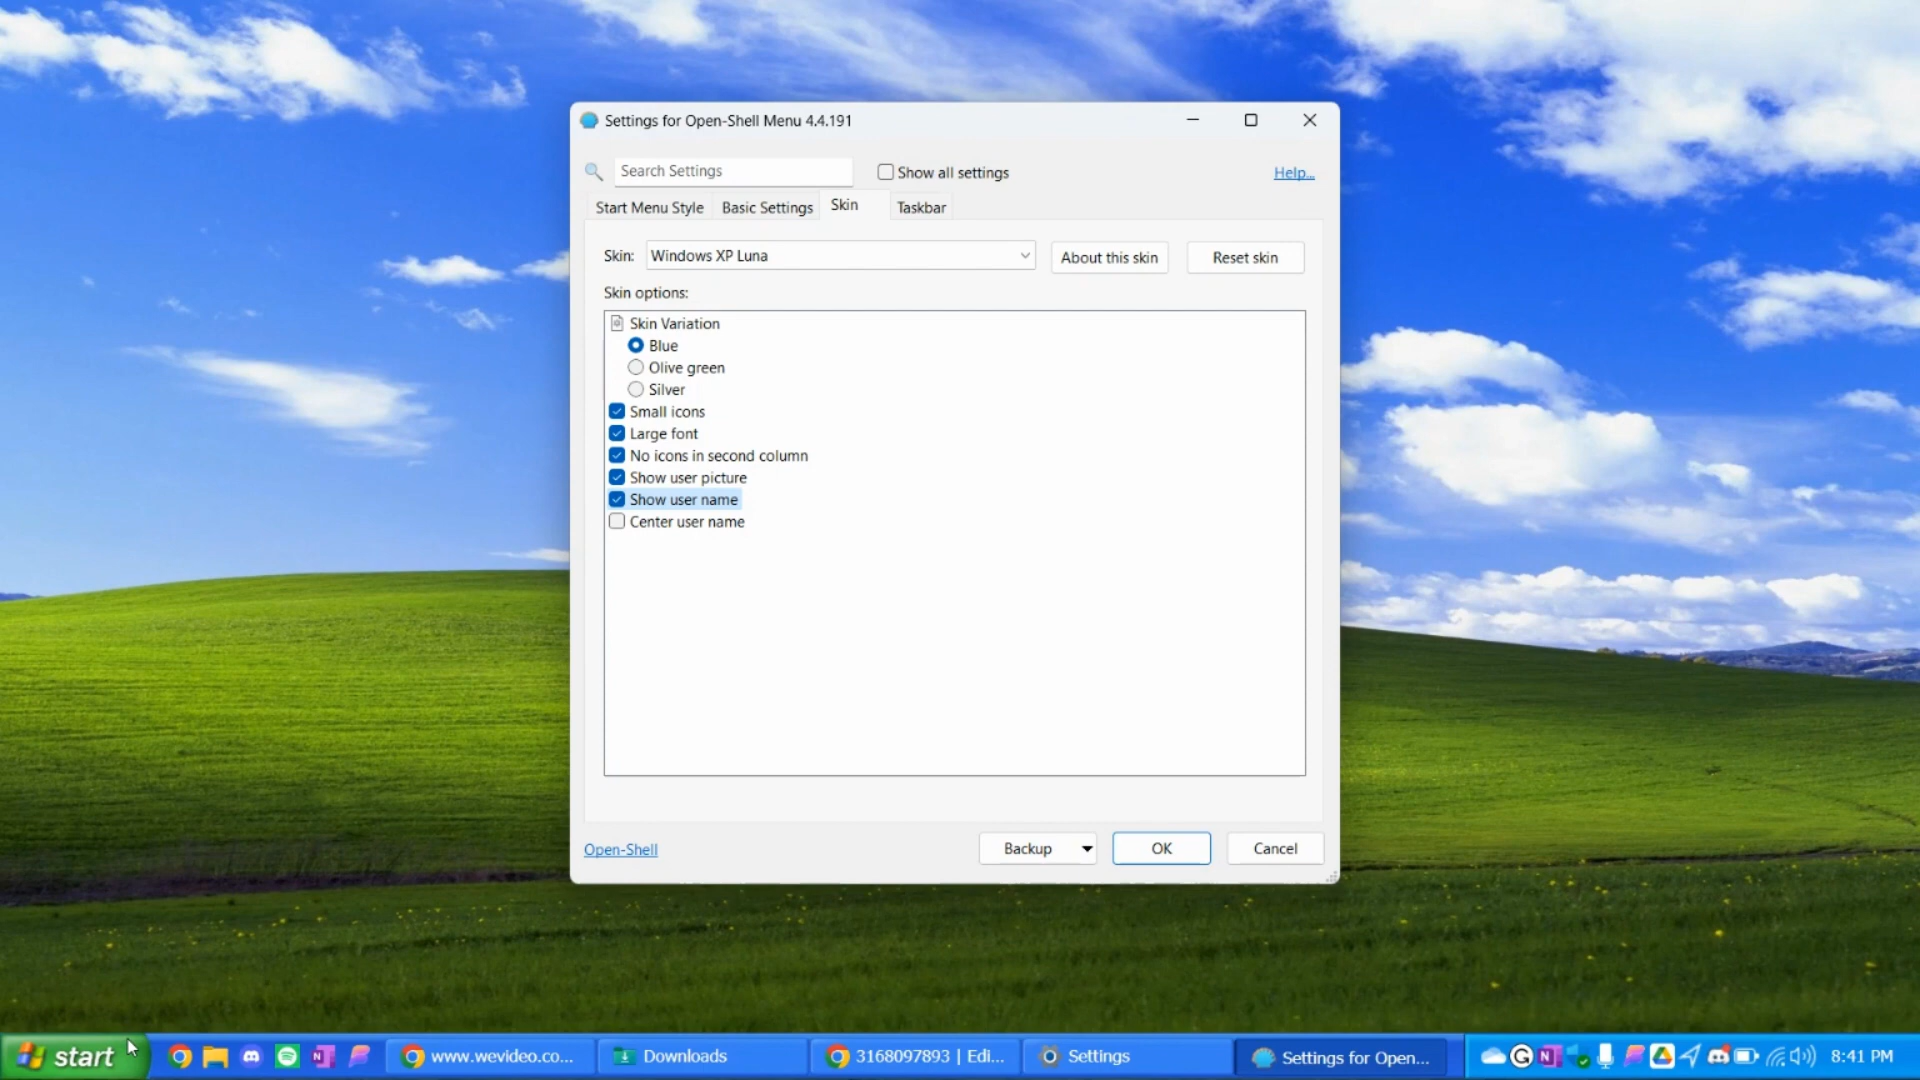 Settings for Open-Shell Menu 4.4.191
Search Settings
Show all settings
Help...
Start Menu Style
Basic Settings
Skin
Taskbar
Skin:
Windows XP Luna
About this skin
Reset skin
Skin options:
Skin Variation
Blue
Olive green
Silver
Small icons
Large font
No icons in second column
Show user picture
Show user name
Center user name
Open-Shell
Backup
OK
Cancel
start
www.wevideo.co...
Downloads
3168097893 | Edi...
Settings
Settings for Open...
8:41 PM